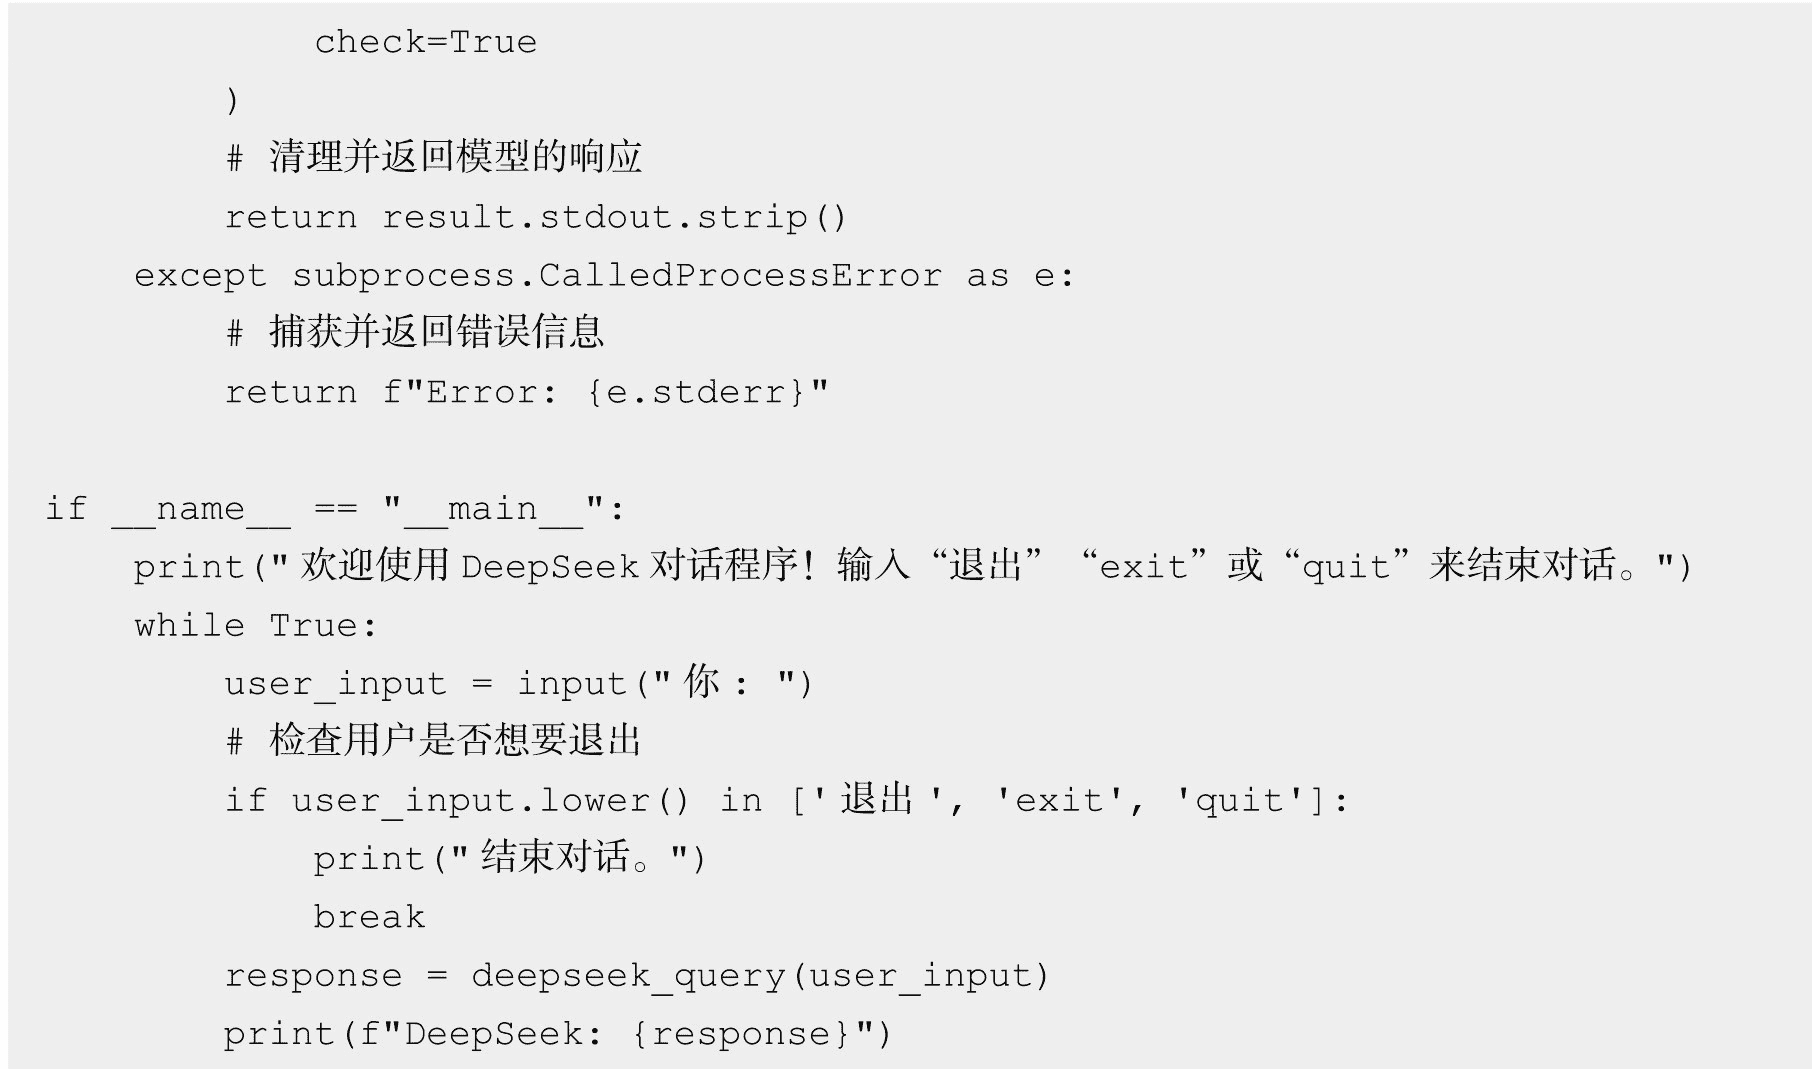 check=True
        )
        # 清理并返回模型的响应
        return result.stdout.strip()
    except subprocess.CalledProcessError as e:
        # 捕获并返回错误信息
        return f"Error: {e.stderr}"

if __name__ == "__main__":
    print("欢迎使用 DeepSeek 对话程序！输入“退出”“exit”或“quit”来结束对话。")
    while True:
        user_input = input("你: ")
        # 检查用户是否想要退出
        if user_input.lower() in ['退出', 'exit', 'quit']:
            print("结束对话。")
            break
        response = deepseek_query(user_input)
        print(f"DeepSeek: {response}")